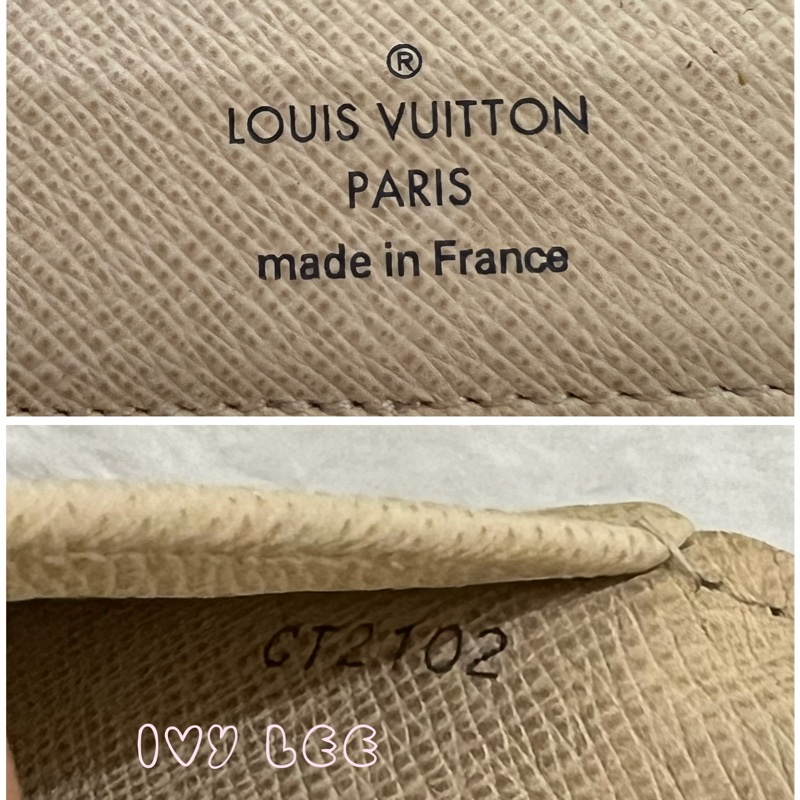 ®
LOUIS VUITTON
PARIS
made in France
CT2102
IVY LEE